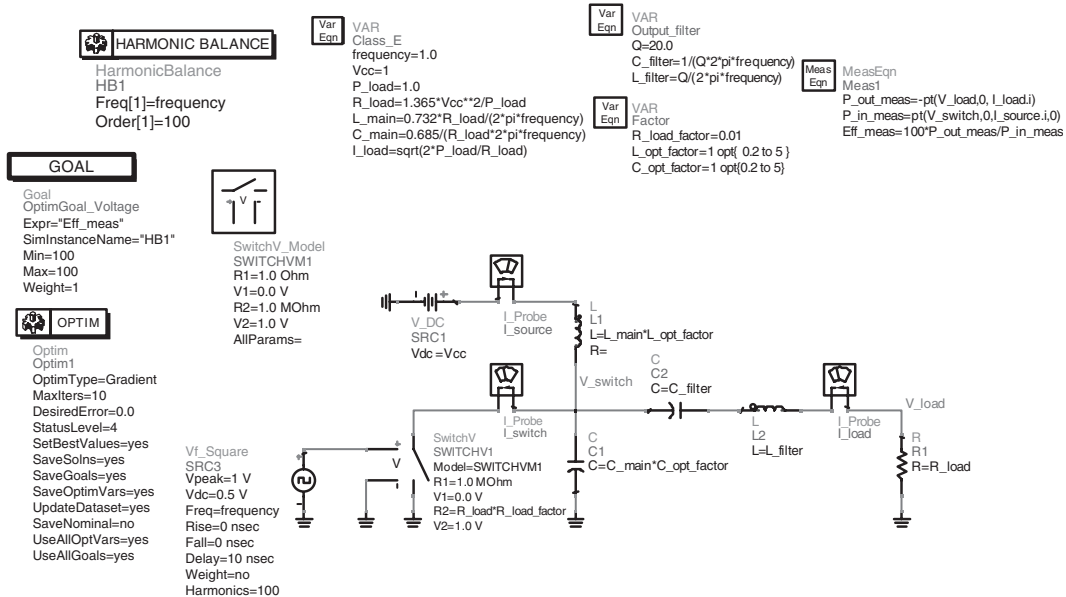 HARMONIC BALANCE
HarmonicBalance
HB1
Freq[1]=frequency
Order[1]=100
Var
Eqn
VAR
Class_E
frequency=1.0
Vcc=1
P_load=1.0
R_load=1.365*Vcc**2/P_load
L_main=0.732*R_load/(2*pi*frequency)
C_main=0.685/(R_load*2*pi*frequency)
I_load=sqrt(2*P_load/R_load)
Var
Eqn
VAR
Output_filter
Q=20.0
C_filter=1/(Q*2*pi*frequency)
L_filter=Q/(2*pi*frequency)
Var
Eqn
VAR
Factor
R_load_factor=0.01
L_opt_factor=1 opt{ 0.2 to 5 }
C_opt_factor=1 opt{0.2 to 5}
Meas
Eqn
MeasEqn
Meas1
P_out_meas=-pt(V_load,0, I_load.i)
P_in_meas=pt(V_switch,0,I_source.i,0)
Eff_meas=100*P_out_meas/P_in_meas
GOAL
Goal
OptimGoal_Voltage
Expr="Eff_meas"
SimInstanceName="HB1"
Min=100
Max=100
Weight=1
V
SwitchV_Model
SWITCHVM1
R1=1.0 Ohm
V1=0.0 V
R2=1.0 MOhm
V2=1.0 V
AllParams=
OPTIM
Optim
Optim1
OptimType=Gradient
MaxIters=10
DesiredError=0.0
StatusLevel=4
SetBestValues=yes
SaveSolns=yes
SaveGoals=yes
SaveOptimVars=yes
UpdateDataset=yes
SaveNominal=no
UseAllOptVars=yes
UseAllGoals=yes
Vf_Square
SRC3
Vpeak=1 V
Vdc=0.5 V
Freq=frequency
Rise=0 nsec
Fall=0 nsec
Delay=10 nsec
Weight=no
Harmonics=100
V_DC
SRC1
Vdc =Vcc
I_Probe
I_source
L
L1
L=L_main*L_opt_factor
R=
V_switch
I_Probe
I_switch
V
SwitchV
SWITCHV1
Model=SWITCHVM1
R1=1.0 MOhm
V1=0.0 V
R2=R_load*R_load_factor
V2=1.0 V
C
C1
C=C_main*C_opt_factor
C
C2
C=C_filter
L
L2
L=L_filter
I_Probe
I_load
V_load
R
R1
R=R_load